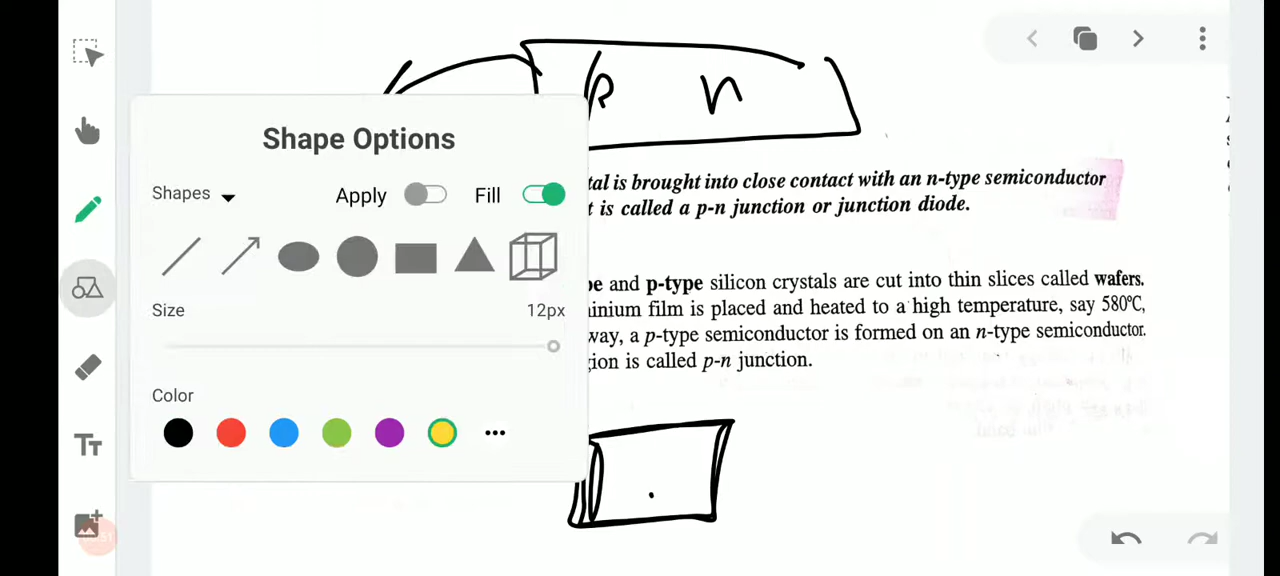 p n
Shape Options
Shapes Apply Fill
Size 12px
Color
tal is brought into close contact with an n-type semiconductor
t is called a p-n junction or junction diode.
and p-type silicon crystals are cut into thin slices called wafers.
inium film is placed and heated to a high temperature, say 580°C,
way, a p-type semiconductor is formed on an n-type semiconductor.
ion is called p-n junction.
TT